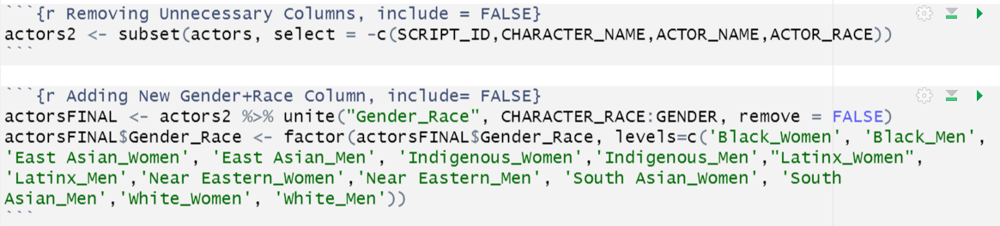 ```{r Removing Unnecessary Columns, include = FALSE}
actors2 <- subset(actors, select = -c(SCRIPT_ID,CHARACTER_NAME,ACTOR_NAME,ACTOR_RACE))
```
```{r Adding New Gender+Race Column, include= FALSE}
actorsFINAL <- actors2 %>% unite("Gender_Race", CHARACTER_RACE:GENDER, remove = FALSE)
actorsFINAL$Gender_Race <- factor(actorsFINAL$Gender_Race, levels=c('Black_Women', 'Black_Men',
'East Asian_Women', 'East Asian_Men', 'Indigenous_Women','Indigenous_Men',"Latinx_Women",
'Latinx_Men','Near Eastern_Women','Near Eastern_Men', 'South Asian_Women', 'South
Asian_Men','White_Women', 'White_Men'))
```